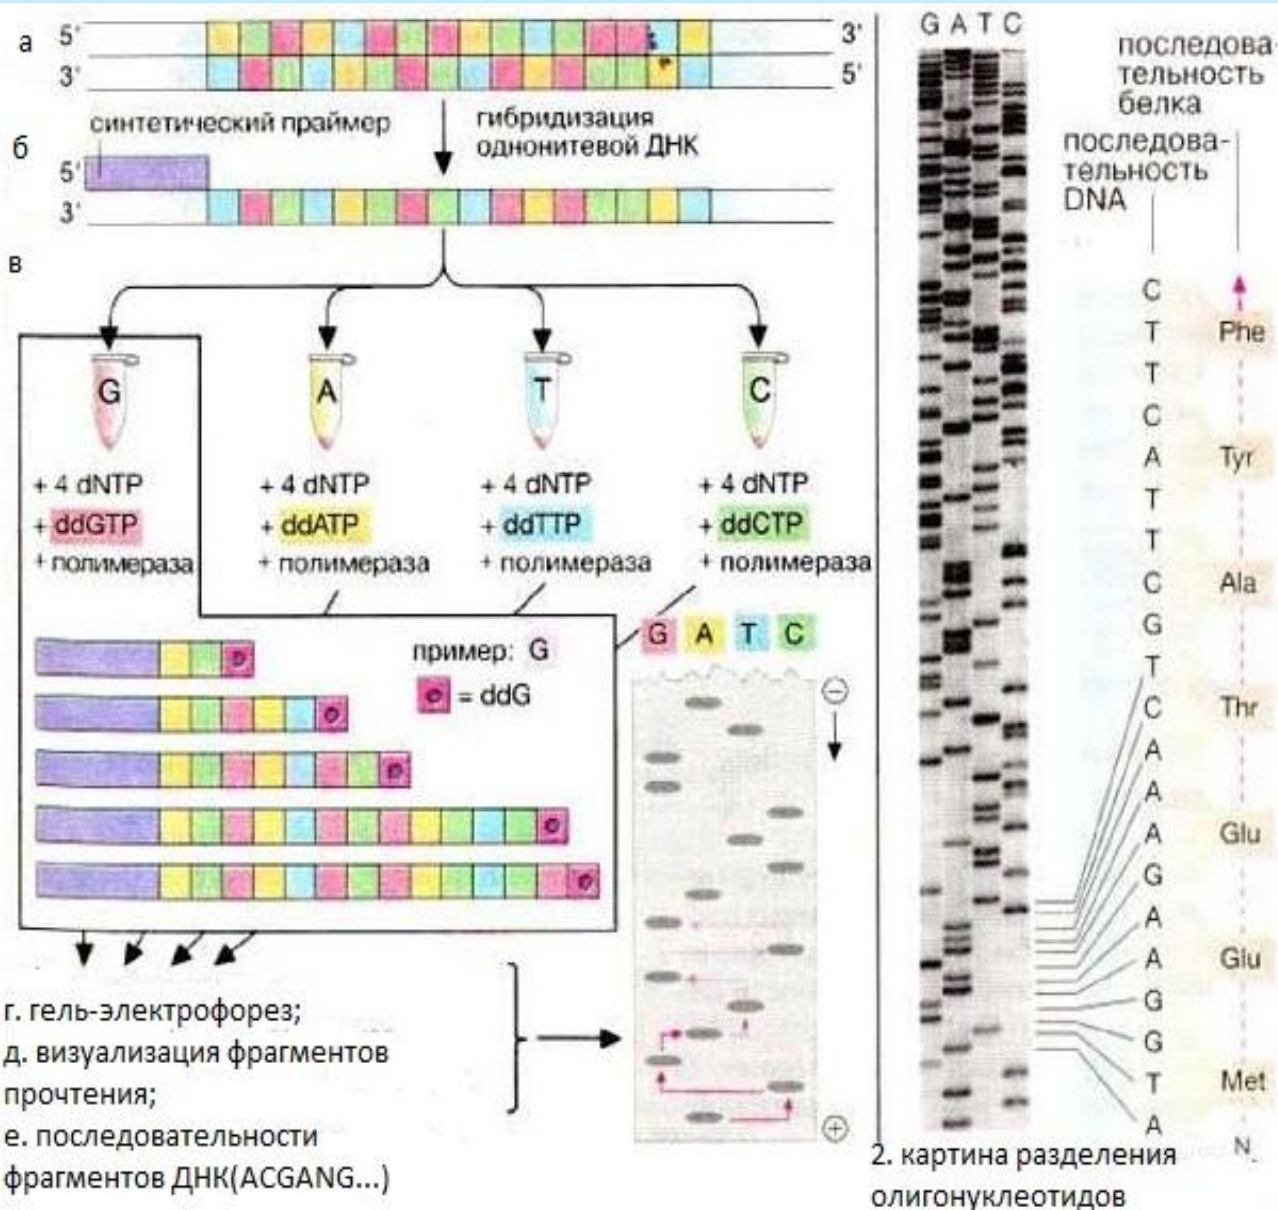 а 5' 3'
3' 5'
синтетический праймер
гибридизация
однонитевой ДНК
б
5'
3'
в
G A T C
+ 4 dNTP + 4 dNTP + 4 dNTP + 4 dNTP
+ ddGTP + ddATP + ddTTP + ddCTP
+ полимераза + полимераза + полимераза + полимераза
пример: G
= ddG
G A T C
−
+
г. гель-электрофорез;
д. визуализация фрагментов
прочтения;
е. последовательности
фрагментов ДНК(ACGANG...)
G A T C
последова-
тельность
белка
последова-
тельность
DNA
C
T Phe
T
C
A Tyr
T
T
C Ala
G
T
C Thr
A
A
A Glu
G
A
A Glu
G
G
T Met
A
N
2. картина разделения
олигонуклеотидов